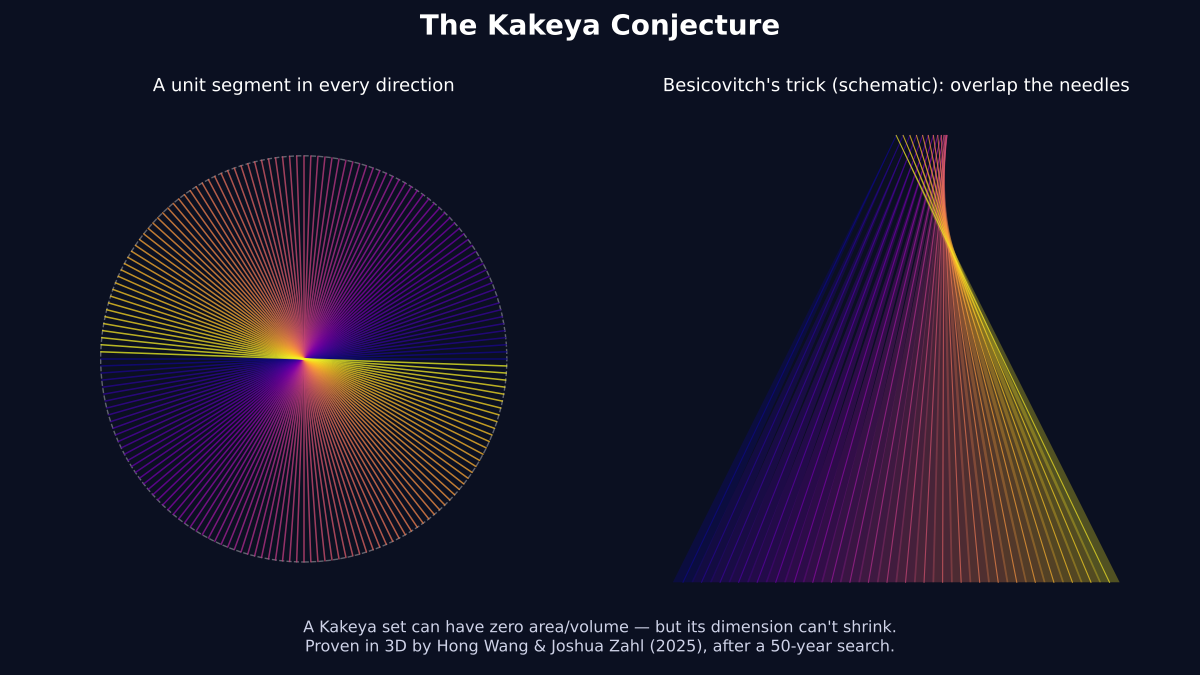 The Kakeya Conjecture
A unit segment in every direction
Besicovitch's trick (schematic): overlap the needles
A Kakeya set can have zero area/volume — but its dimension can't shrink.
Proven in 3D by Hong Wang & Joshua Zahl (2025), after a 50-year search.